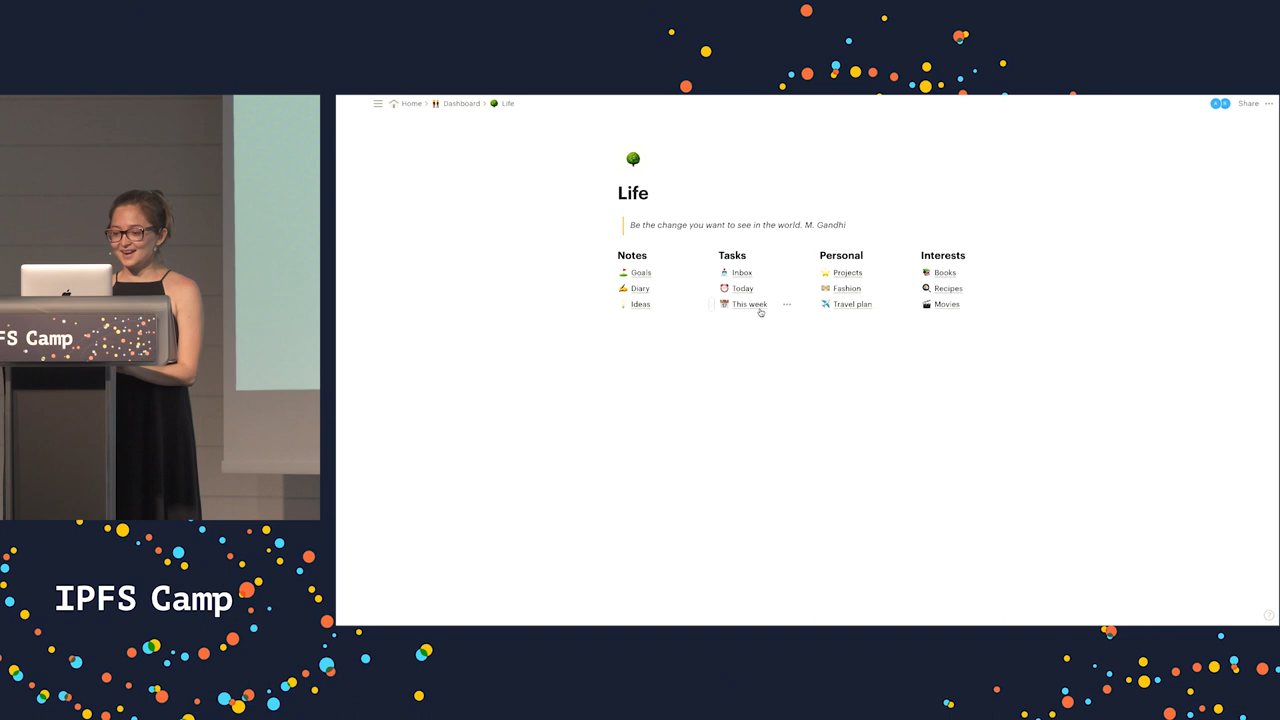 Home > Dashboard > Life
Share
Life
Be the change you want to see in the world. M. Gandhi
Notes
Goals
Diary
Ideas
Tasks
Inbox
Today
This week
Personal
Projects
Fashion
Travel plan
Interests
Books
Recipes
Movies
FS Camp
IPFS Camp